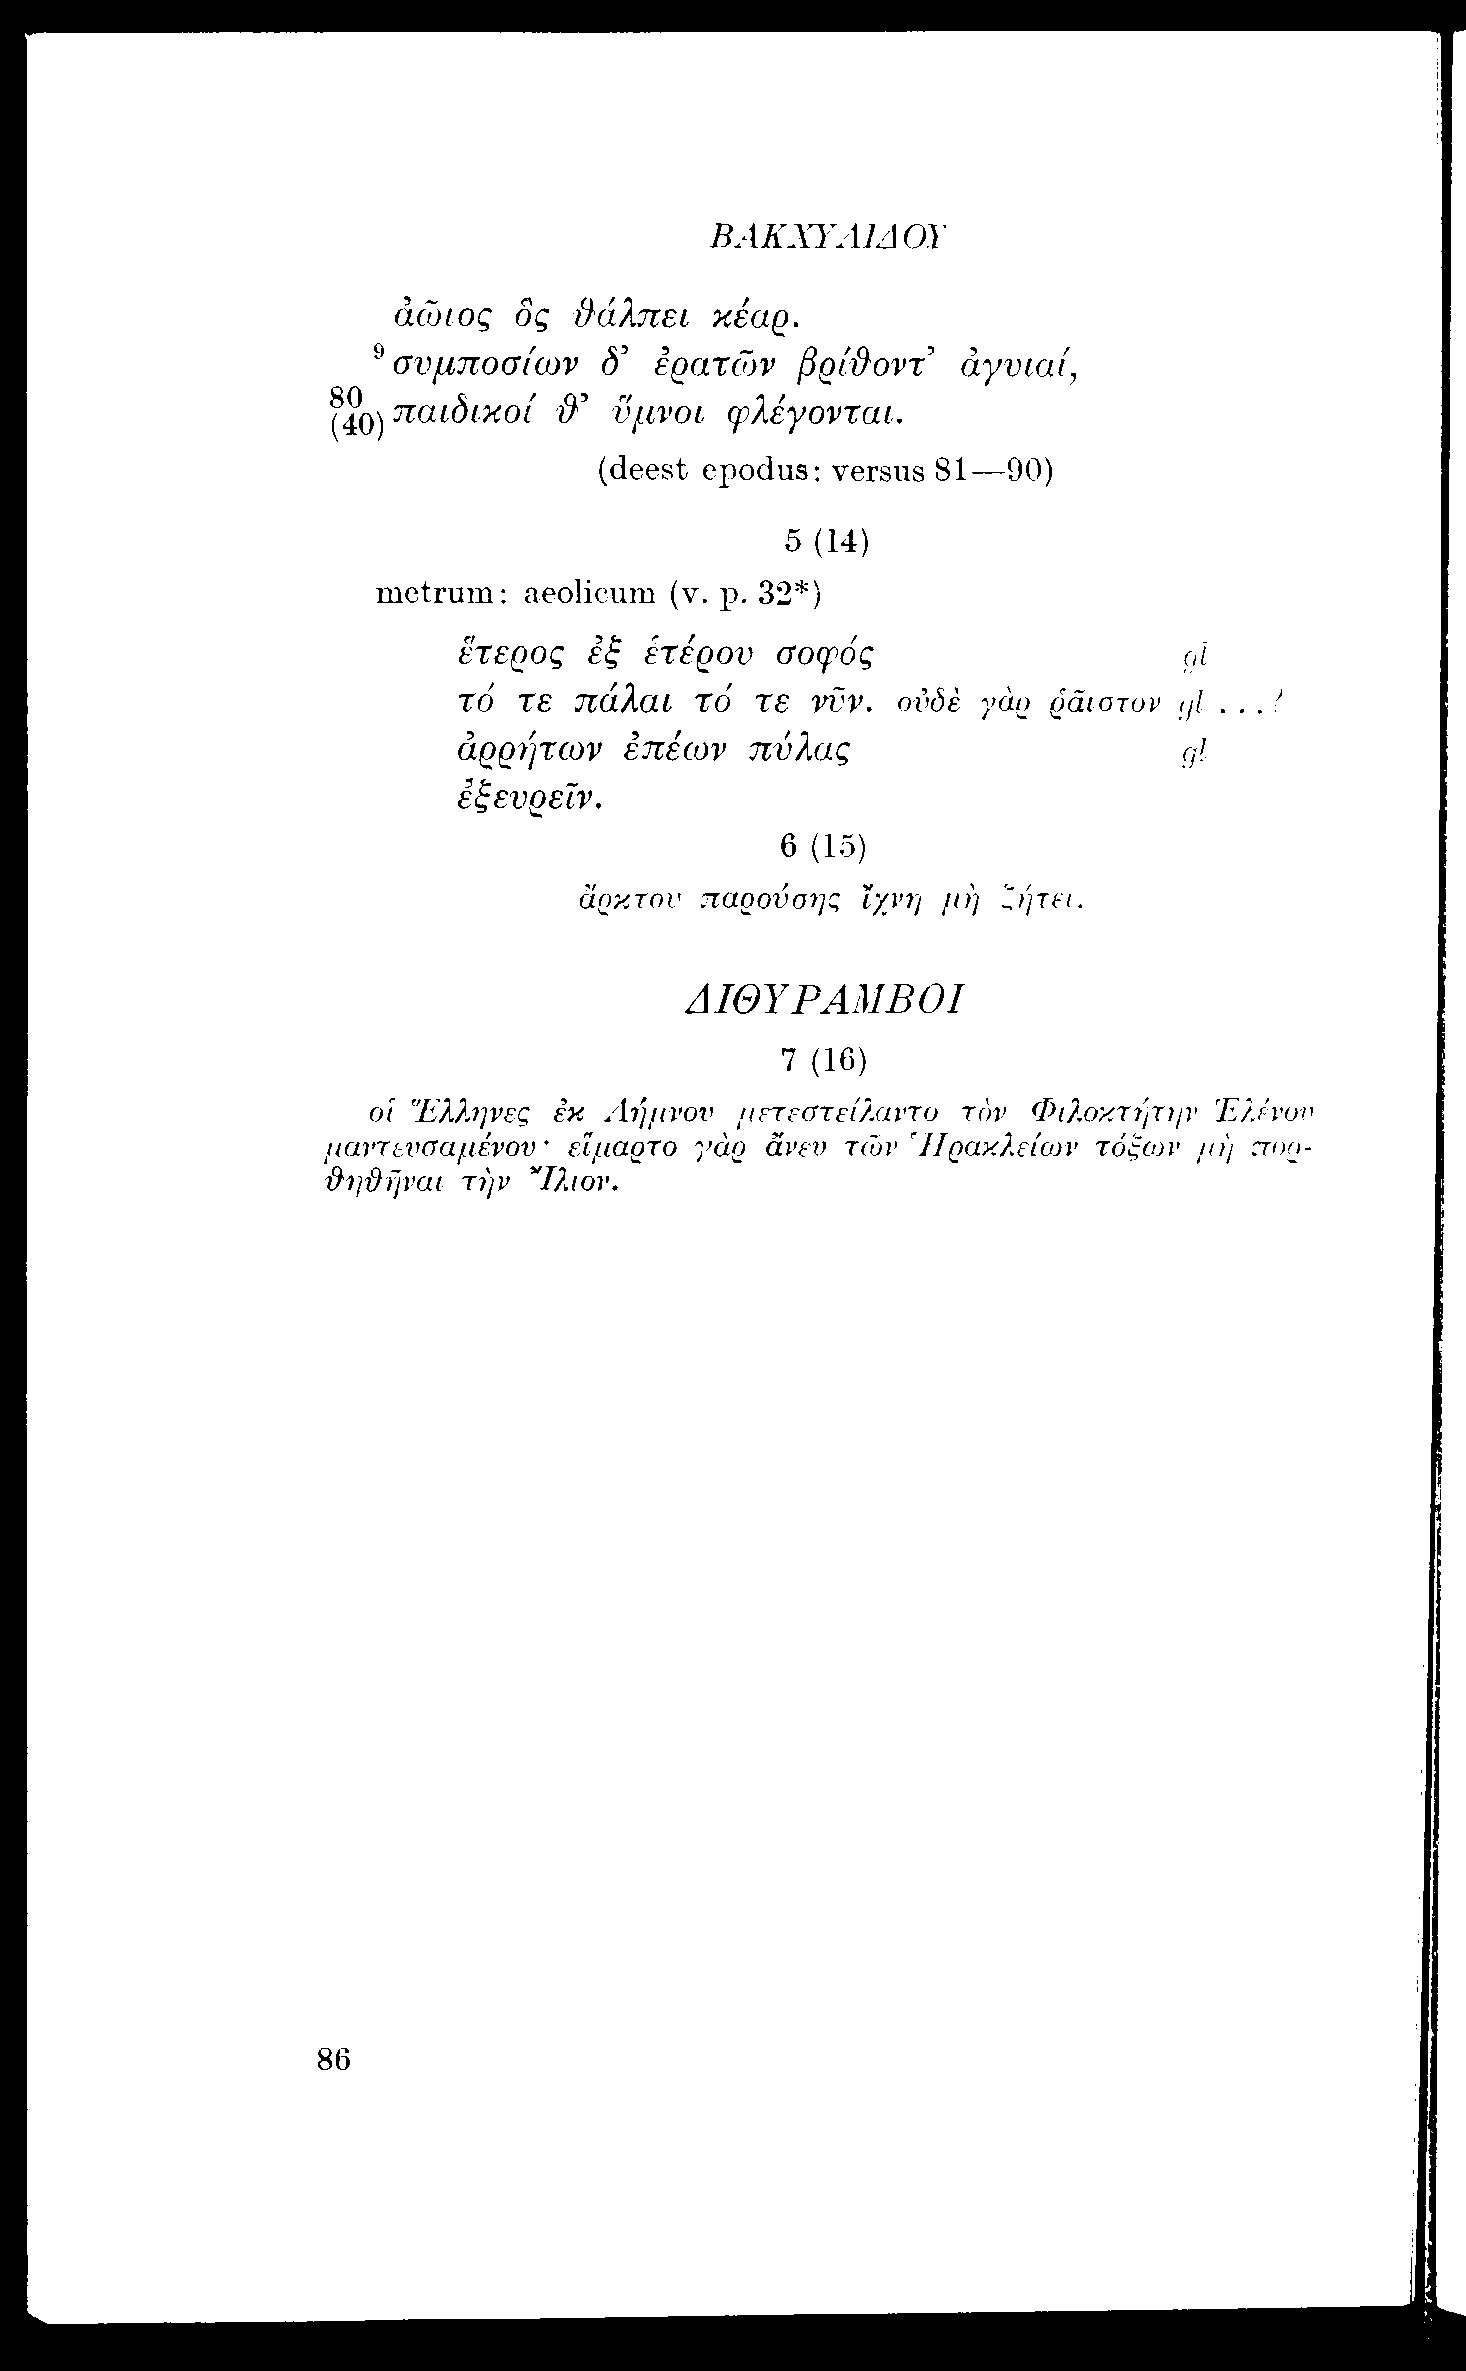 ΒΑΚΧΥΛΙΔΟΥ
ἀῶιος ὃς θάλπει κέαρ.
9 συμποσίων δ’ ἐρατῶν βρίθοντ’ ἀγυιαί,
80
(40) παιδικοί θ’ ὕμνοι φλέγονται.
(deest epodus: versus 81—90)
5 (14)
metrum: aeolicum (v. p. 32*)
ἕτερος ἐξ ἑτέρου σοφός gl
τό τε πάλαι τό τε νῦν. οὐδὲ γὰρ ῥᾶιστον gl . . .
ἀρρήτων ἐπέων πύλας gl
ἐξευρεῖν.
6 (15)
ἄρκτου παρούσης ἴχνη μὴ ζήτει.
ΔΙΘΥΡΑΜΒΟΙ
7 (16)
οἱ Ἕλληνες ἐκ Λήμνου μετεστείλαντο τὸν Φιλοκτήτην Ἑλένου
μαντευσαμένου· εἵμαρτο γὰρ ἄνευ τῶν Ἡρακλείων τόξων μὴ πορ-
θηθῆναι τὴν Ἴλιον.
86